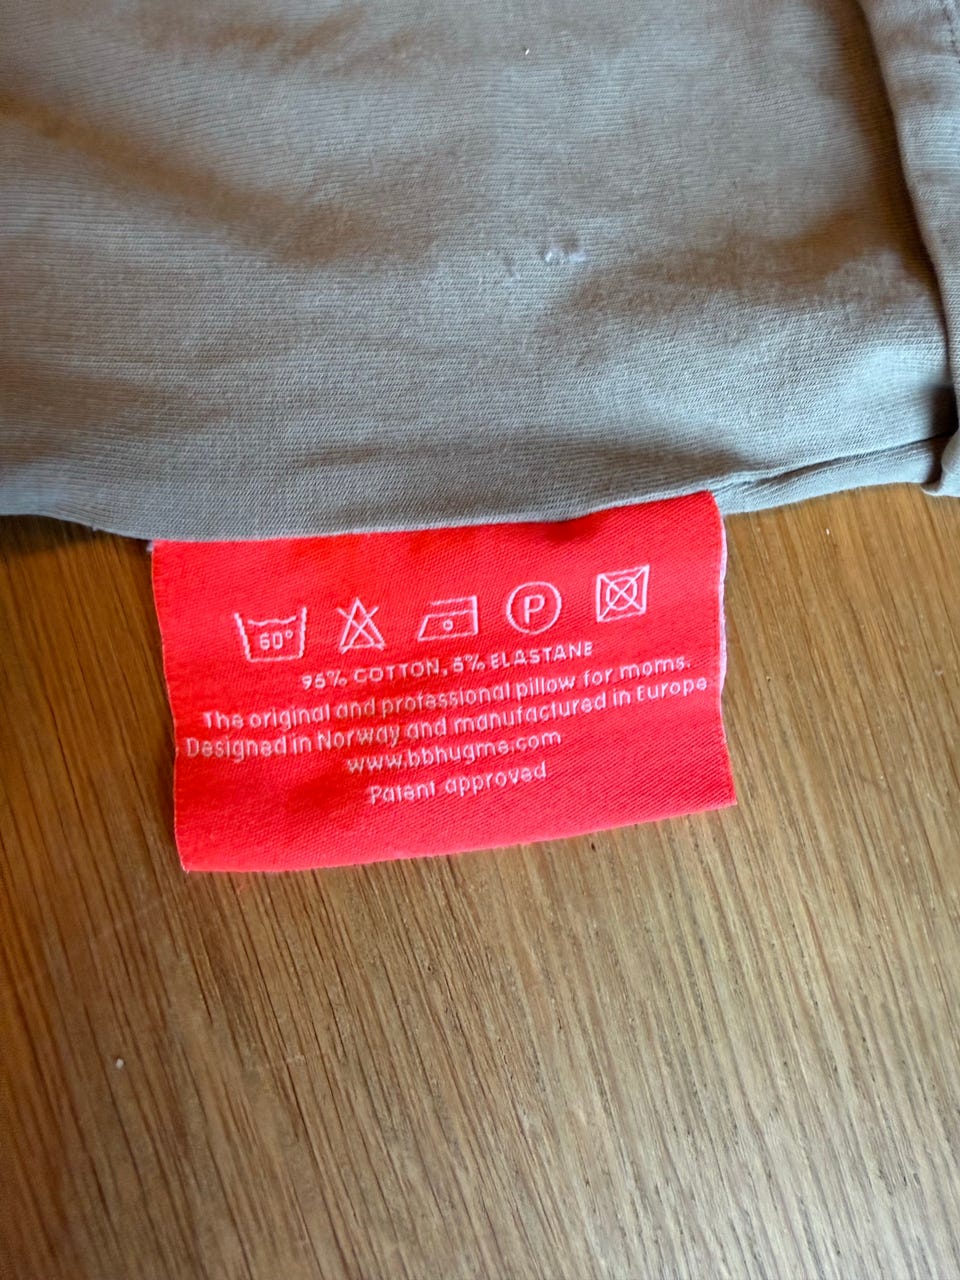 60°
P
95% COTTON, 5% ELASTANE
The original and professional pillow for moms.
Designed in Norway and manufactured in Europe
www.bbhugme.com
Patent approved